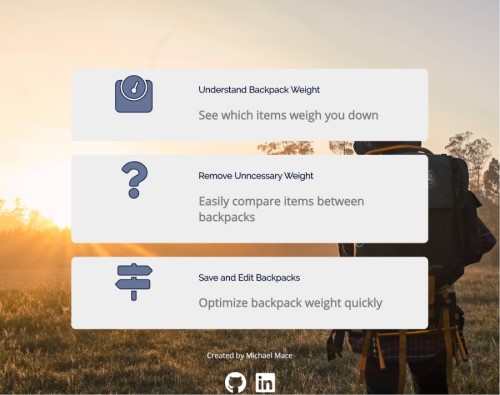 Understand Backpack Weight
See which items weigh you down
Remove Unncessary Weight
Easily compare items between
backpacks
Save and Edit Backpacks
Optimize backpack weight quickly
Created by Michael Mace
in